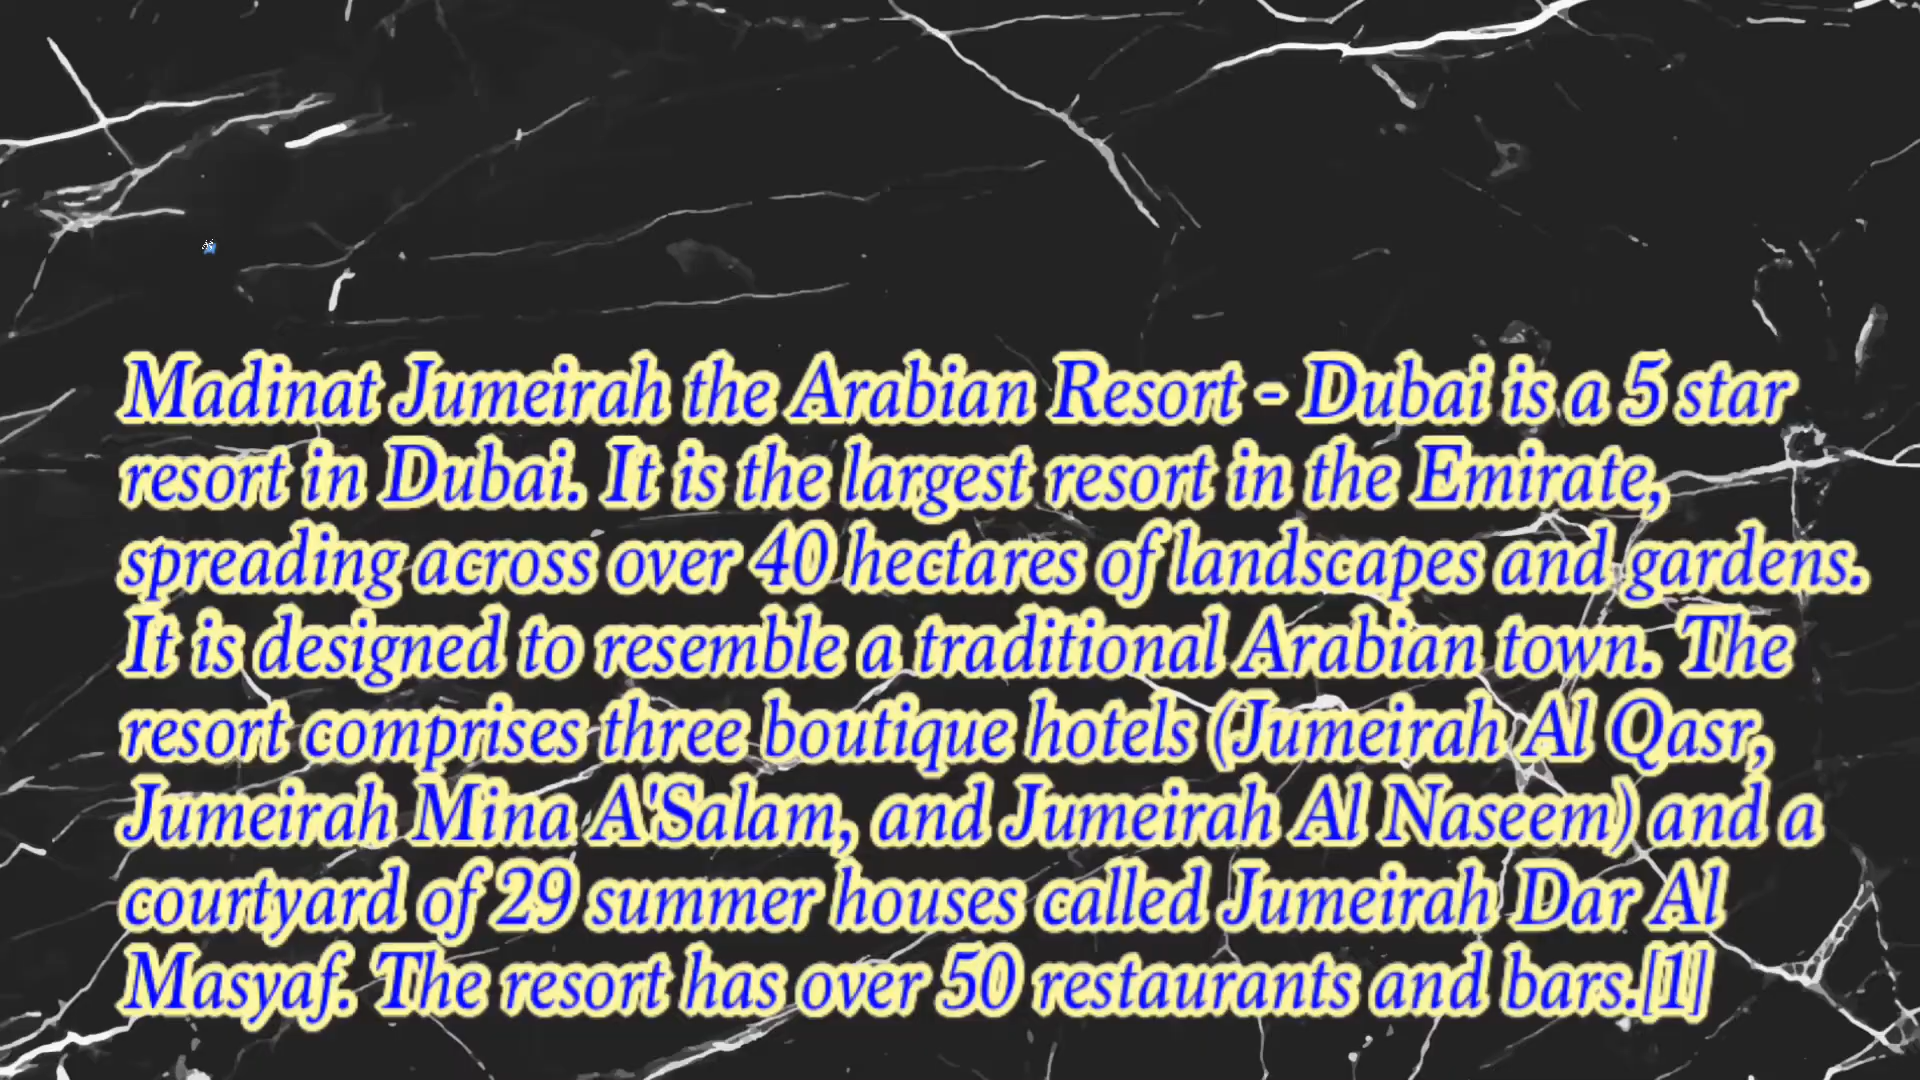 Madinat Jumeirah the Arabian Resort - Dubai is a 5 star
resort in Dubai. It is the largest resort in the Emirate,
spreading across over 40 hectares of landscapes and gardens.
It is designed to resemble a traditional Arabian town. The
resort comprises three boutique hotels (Jumeirah Al Qasr,
Jumeirah Mina A'Salam, and Jumeirah Al Naseem) and a
courtyard of 29 summer houses called Jumeirah Dar Al
Masyaf. The resort has over 50 restaurants and bars.[1]